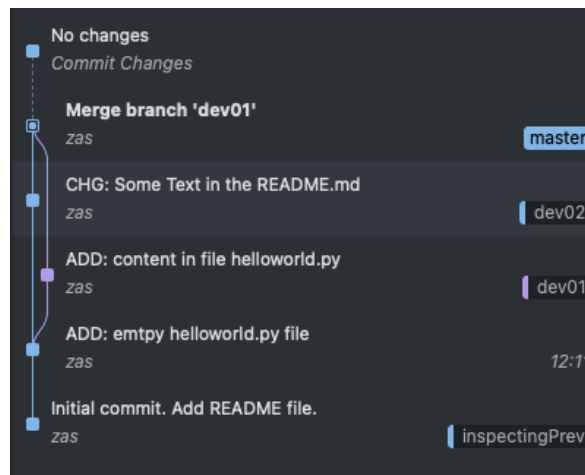 No changes
Commit Changes
Merge branch 'dev01'
zas
master
CHG: Some Text in the README.md
zas
dev02
ADD: content in file helloworld.py
zas
dev01
ADD: emtpy helloworld.py file
zas
Initial commit. Add README file.
zas
inspectingPrev